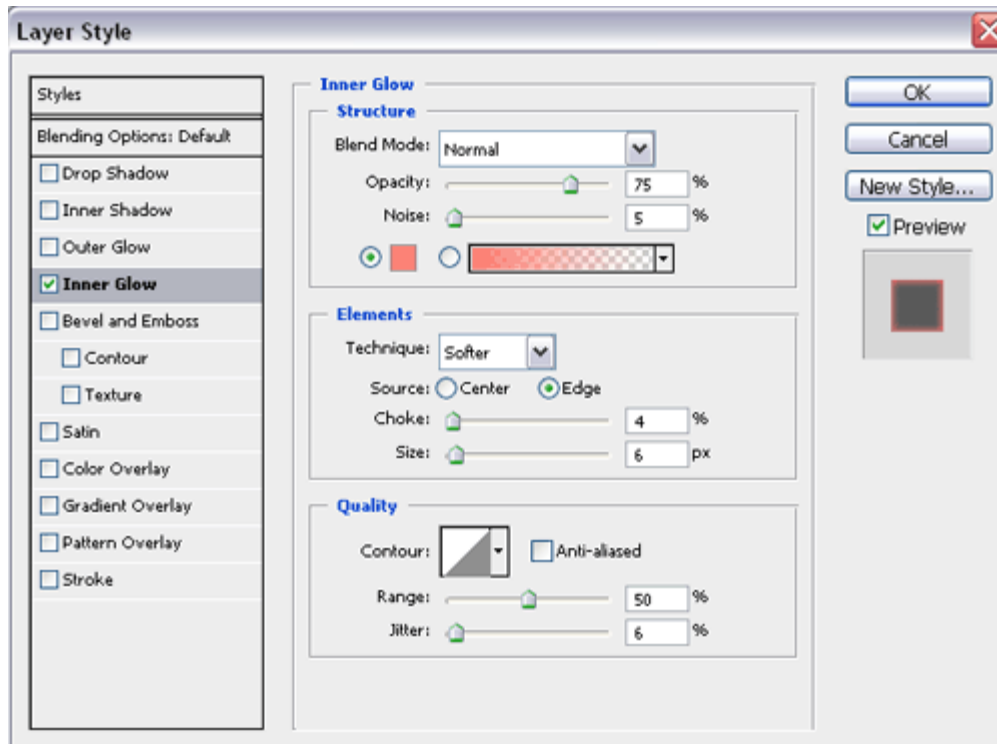 Layer Style
Styles
Blending Options: Default
Drop Shadow
Inner Shadow
Outer Glow
Inner Glow
Bevel and Emboss
Contour
Texture
Satin
Color Overlay
Gradient Overlay
Pattern Overlay
Stroke
Inner Glow
Structure
Blend Mode: Normal
Opacity: 75 %
Noise: 5 %
Elements
Technique: Softer
Source: Center Edge
Choke: 4 %
Size: 6 px
Quality
Contour: Anti-aliased
Range: 50 %
Jitter: 6 %
OK
Cancel
New Style...
Preview